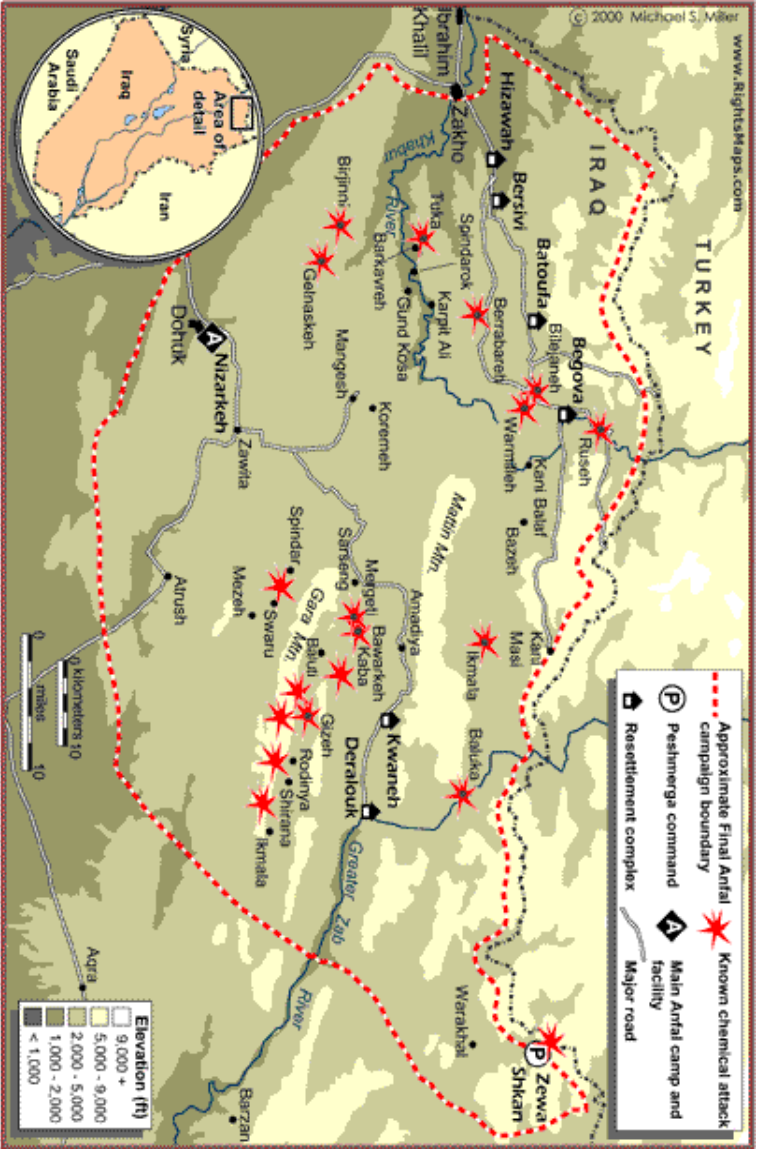 © 2000 Michael S. Miller
www.RightsMaps.com
TURKEY
IRAQ
Approximate Final Anfal
campaign boundary
Known chemical attack
Peshmerga command
Main Anfal camp and
facility
Resettlement complex
Major road
Ibrahim
Khalil
Zakho
Hizawah
Bersivi
Batoufa
Bilejaneh
Begova
Ruseh
Khabur
River
Tuka
Spindarok
Berrabareh
Barkavreh
Karpit Ali
Gund Kosa
Warmileh
Kani Balaf
Bazeh
Birjinni
Gelnaskeh
Mangesh
Koremeh
Mattin Mtn.
Kani
Masi
Ikmala
Baluka
Zewa
Shkan
P
Warakhal
Dohuk
A
Nizarkeh
Zawita
Atrush
Sarseng
Mergeti
Bawarkeh
Kaba
Amadiya
Kwaneh
Deralouk
Spindar
Swaru
Mezeh
Gara Mtn.
Baluti
Gizeh
Rodinya
Shirana
Ikmala
Greater Zab
River
Aqra
Barzan
Syria
Iraq
Saudi
Arabia
Iran
Area of
detail
0 kilometers 10
0 miles 10
Elevation (ft)
9,000 +
5,000 - 9,000
2,000 - 5,000
1,000 - 2,000
< 1,000